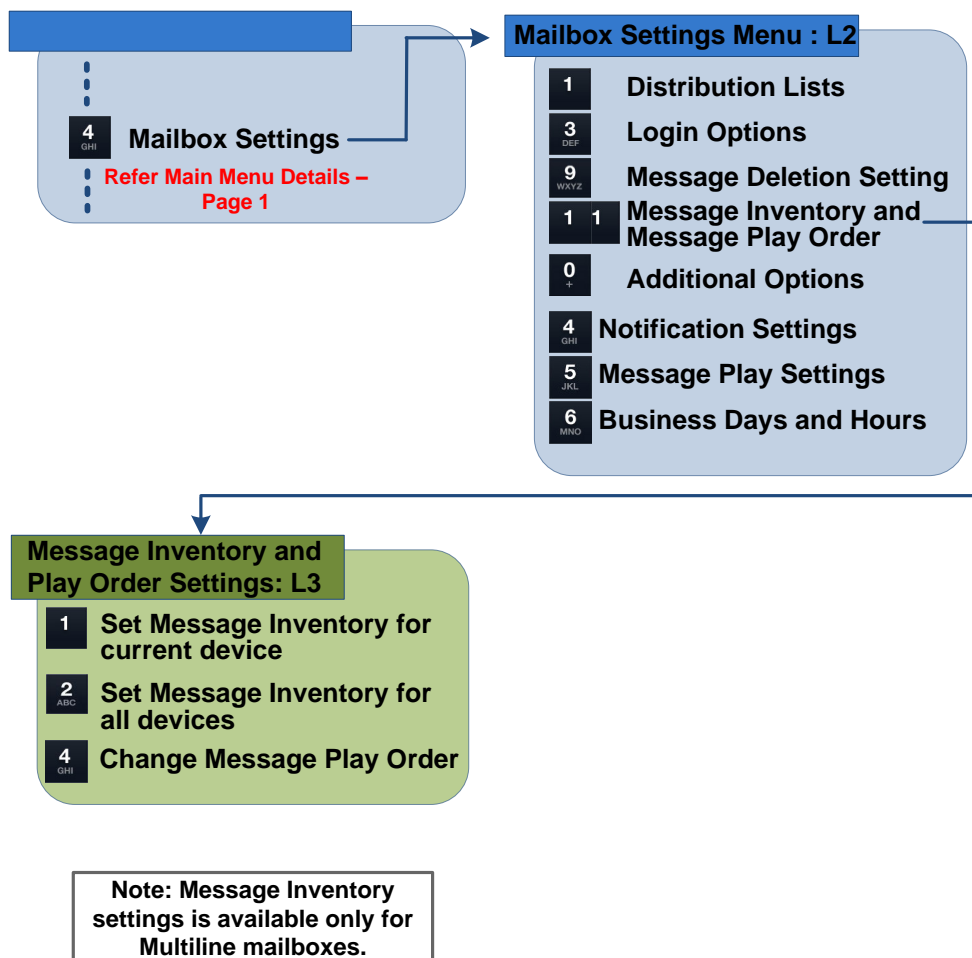 4
GHI
Mailbox Settings
Refer Main Menu Details –
Page 1
Mailbox Settings Menu : L2
1
Distribution Lists
3
DEF
Login Options
9
WXYZ
Message Deletion Setting
1 1
Message Inventory and
Message Play Order
0
+
Additional Options
4
GHI
Notification Settings
5
JKL
Message Play Settings
6
MNO
Business Days and Hours
Message Inventory and
Play Order Settings: L3
1
Set Message Inventory for
current device
2
ABC
Set Message Inventory for
all devices
4
GHI
Change Message Play Order
Note: Message Inventory
settings is available only for
Multiline mailboxes.